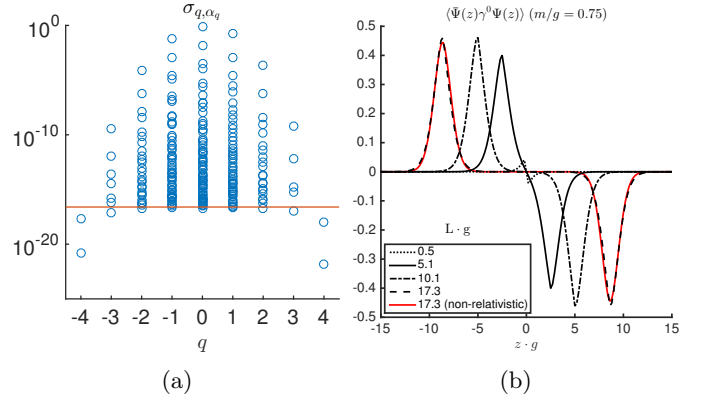 σ_{q,α_q}
10^0
10^{-10}
10^{-20}
-4 -3 -2 -1 0 1 2 3 4
q
(a)
⟨Ψ̄(z)γ^0Ψ(z)⟩ (m/g = 0.75)
0.5
0.4
0.3
0.2
0.1
0
-0.1
-0.2
-0.3
-0.4
-0.5
L · g
0.5
5.1
10.1
17.3
17.3 (non-relativistic)
-15 -10 -5 0 5 10 15
z · g
(b)